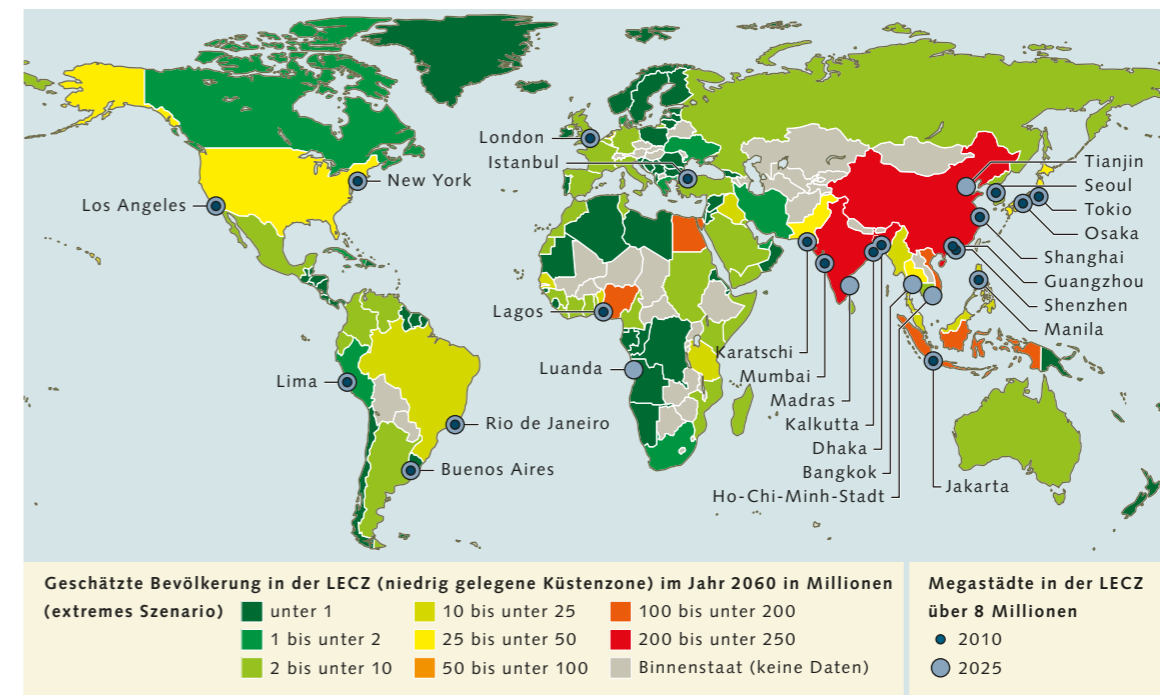 London
Istanbul
New York
Los Angeles
Tianjin
Seoul
Tokio
Osaka
Shanghai
Guangzhou
Shenzhen
Manila
Lagos
Luanda
Karatschi
Mumbai
Madras
Kalkutta
Dhaka
Bangkok
Ho-Chi-Minh-Stadt
Jakarta
Lima
Rio de Janeiro
Buenos Aires
Geschätzte Bevölkerung in der LECZ (niedrig gelegene Küstenzone) im Jahr 2060 in Millionen
(extremes Szenario)
unter 1
1 bis unter 2
2 bis unter 10
10 bis unter 25
25 bis unter 50
50 bis unter 100
100 bis unter 200
200 bis unter 250
Binnenstaat (keine Daten)
Megastädte in der LECZ
über 8 Millionen
2010
2025